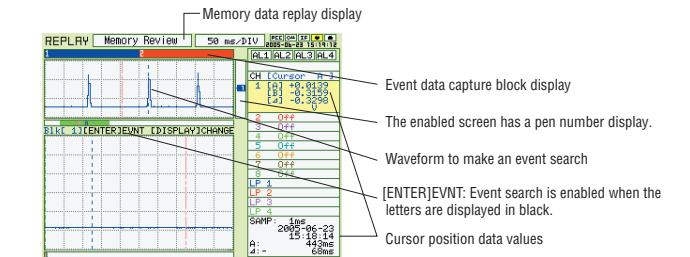 Memory data replay display
REPLAY Memory Review 50 ms/DIV
2005-06-23 15:19:12
1 2
AL1 AL2 AL3 AL4
CH [Cursor A ]
1 [A] +0.0139
[B] -0.3159
[⊿] -0.3298
V
1
2 Off
3 Off
4 Off
5 Off
6 Off
7 Off
8 Off
LP 1
LP 2
LP 3
LP 4
Blk[ 1][ENTER]EVNT [DISPLAY]CHANGE
SAMP: 1ms
2005-06-23
15:18:14
A: 443ms
⊿:- 68ms
Event data capture block display
The enabled screen has a pen number display.
Waveform to make an event search
[ENTER]EVNT: Event search is enabled when the
letters are displayed in black.
Cursor position data values